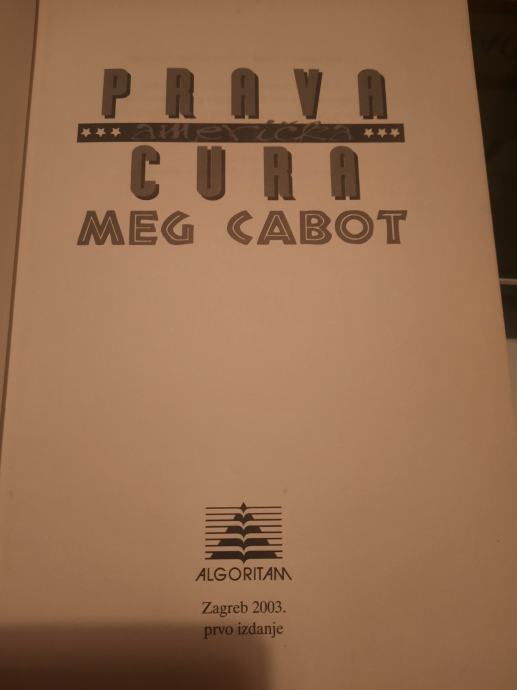 PRAVA
američka
CURA
MEG CABOT
ALGORITAM
Zagreb 2003.
prvo izdanje